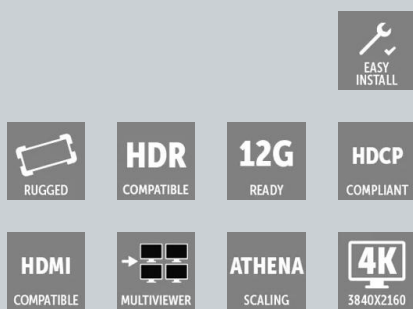 EASY
INSTALL
RUGGED
HDR
COMPATIBLE
12G
READY
HDCP
COMPLIANT
HDMI
COMPATIBLE
MULTIVIEWER
ATHENA
SCALING
4K
3840X2160